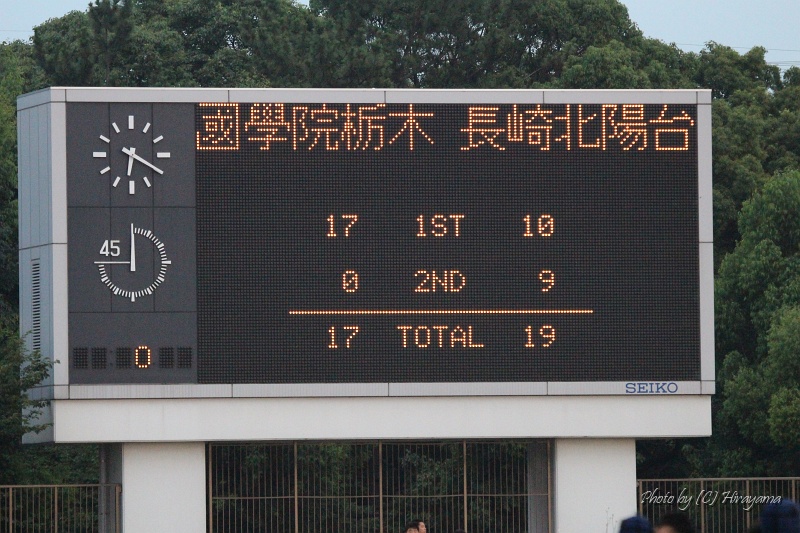 國學院栃木 長崎北陽台
17 1ST 10
45
0 2ND 9
17 TOTAL 19
0
SEIKO
Photo by (C) Hirayama